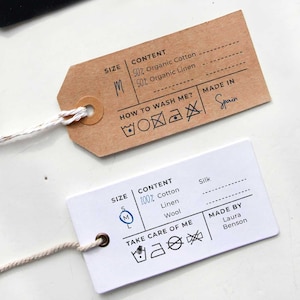 SIZE
M
CONTENT
50% Organic Cotton
50% Organic Linen
HOW TO WASH ME?
MADE IN
Spain
SIZE
S
M
L
CONTENT
100% Cotton
Linen
Wool
Silk
TAKE CARE OF ME
MADE BY
Laura
Benson